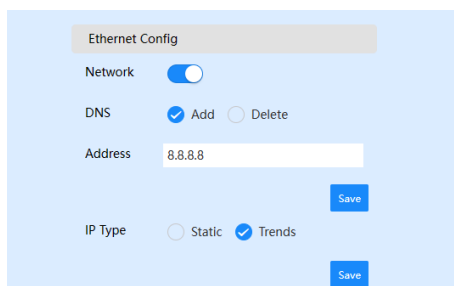 Ethernet Config
Network
DNS Add Delete
Address 8.8.8.8
Save
IP Type Static Trends
Save